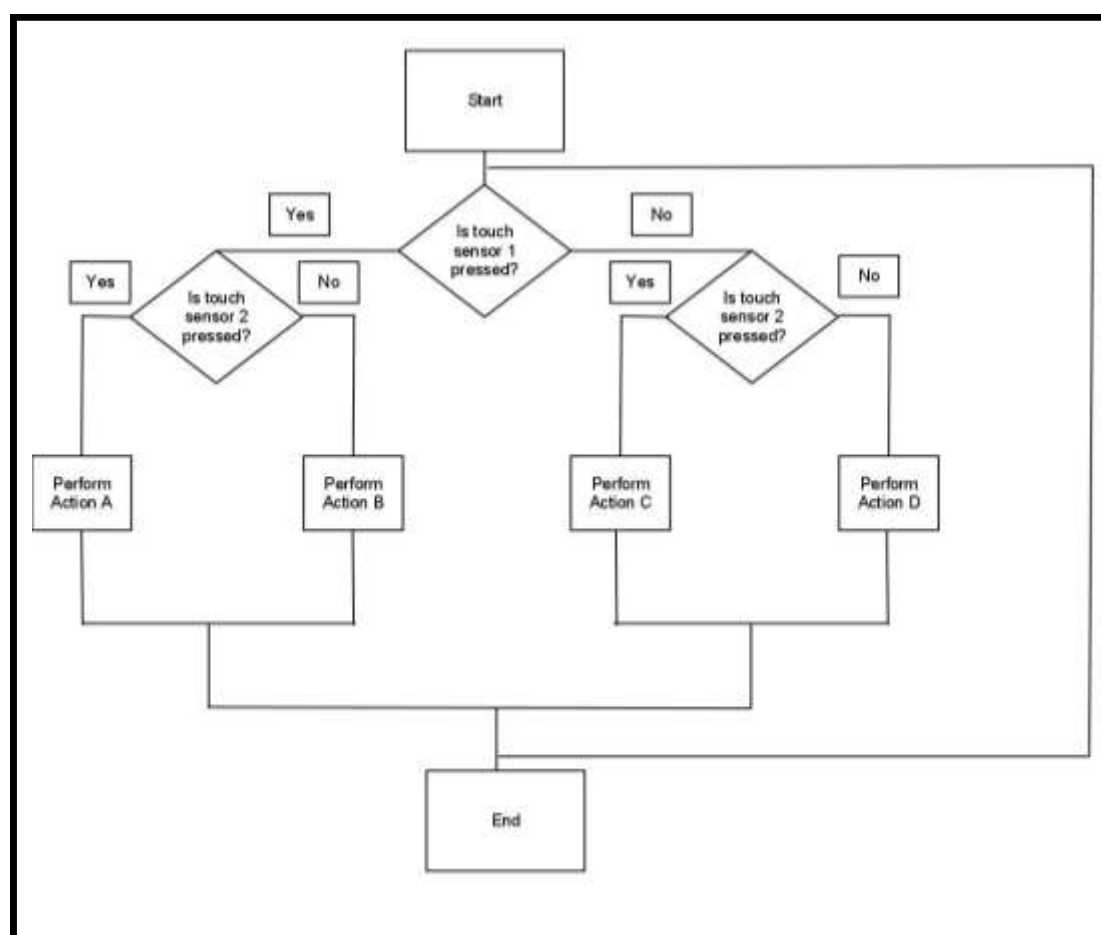 Start
Is touch
sensor 1
pressed?
Yes
No
Yes
Is touch
sensor 2
pressed?
No
Yes
Is touch
sensor 2
pressed?
No
Perform
Action A
Perform
Action B
Perform
Action C
Perform
Action D
End